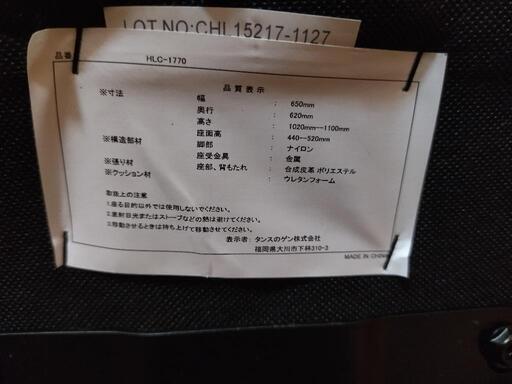 LOT NO:CHL15217-1127
品番 HLC-1770
品質表示
※寸法 幅 : 650mm
奥行 : 620mm
高さ : 1020mm--1100mm
座面高 : 440--520mm
※構造部材 脚部 : ナイロン
座受金具 : 金属
※張り材 座部、背もたれ : 合成皮革 ポリエステル
※クッション材 : ウレタンフォーム
取扱上の注意
1.座る目的以外では使用しないでください。
2.直射日光またはストーブなどの熱は避けてください。
3.移動させるときは持ち上げて移動させてください。
表示者: タンスのゲン株式会社
福岡県大川市下林310-3
MADE IN CHINA